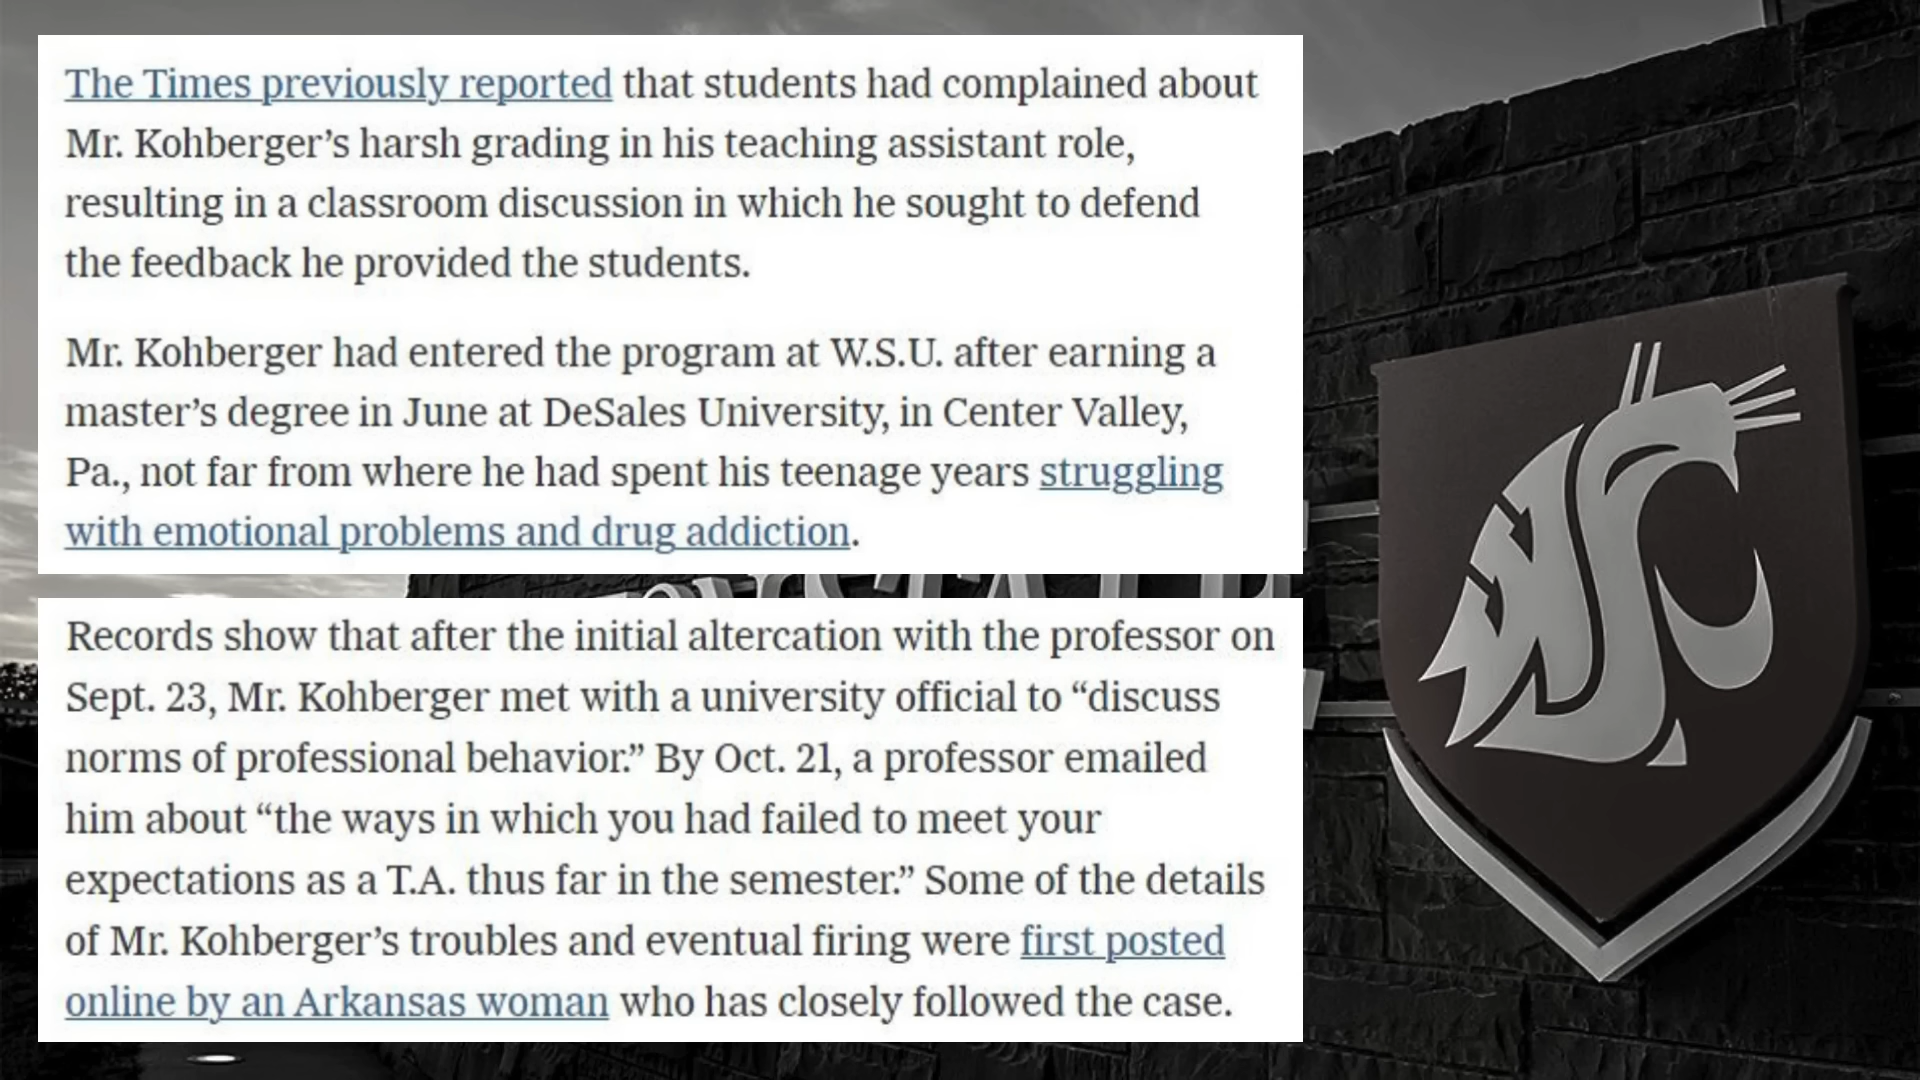 The Times previously reported that students had complained about
Mr. Kohberger’s harsh grading in his teaching assistant role,
resulting in a classroom discussion in which he sought to defend
the feedback he provided the students.
Mr. Kohberger had entered the program at W.S.U. after earning a
master’s degree in June at DeSales University, in Center Valley,
Pa., not far from where he had spent his teenage years struggling
with emotional problems and drug addiction.
Records show that after the initial altercation with the professor on
Sept. 23, Mr. Kohberger met with a university official to “discuss
norms of professional behavior.” By Oct. 21, a professor emailed
him about “the ways in which you had failed to meet your
expectations as a T.A. thus far in the semester.” Some of the details
of Mr. Kohberger’s troubles and eventual firing were first posted
online by an Arkansas woman who has closely followed the case.